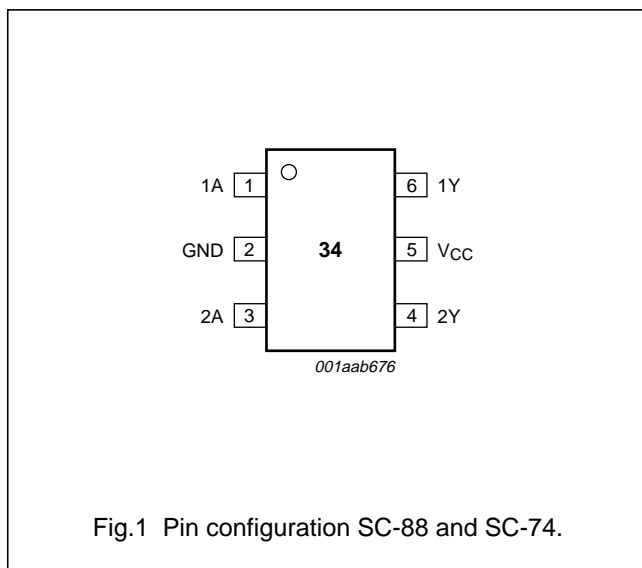 1A 1 6 1Y
GND 2 34 5 VCC
2A 3 4 2Y
001aab676
Fig.1 Pin configuration SC-88 and SC-74.